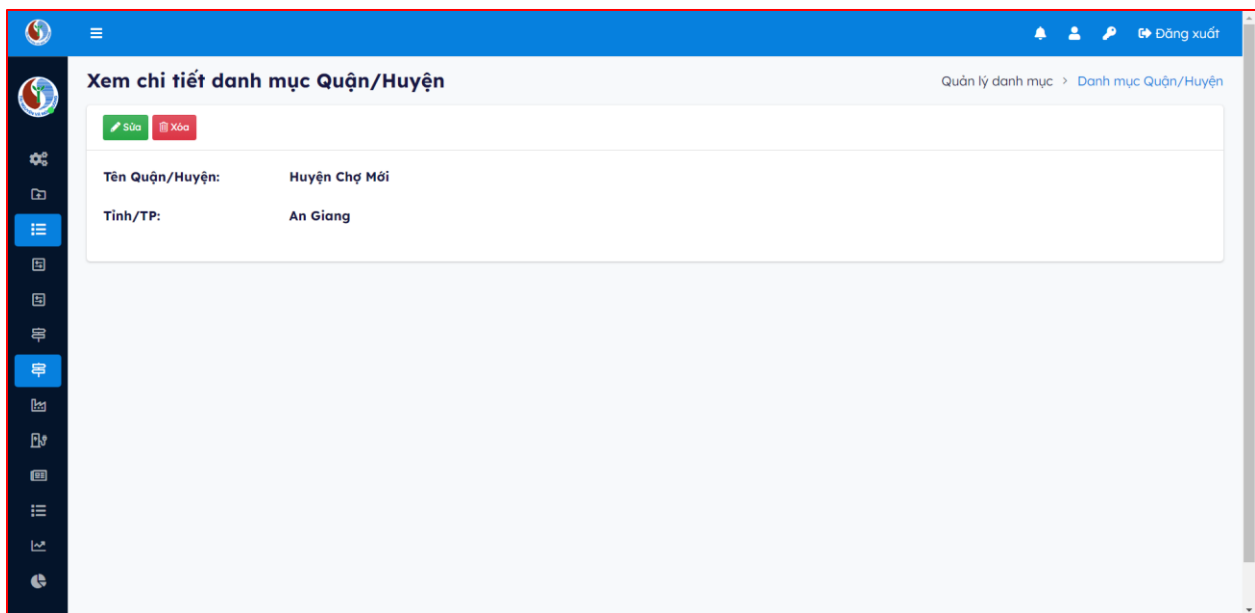 Đăng xuất
Xem chi tiết danh mục Quận/Huyện
Quản lý danh mục > Danh mục Quận/Huyện
Sửa Xóa
Tên Quận/Huyện: Huyện Chợ Mới
Tỉnh/TP: An Giang